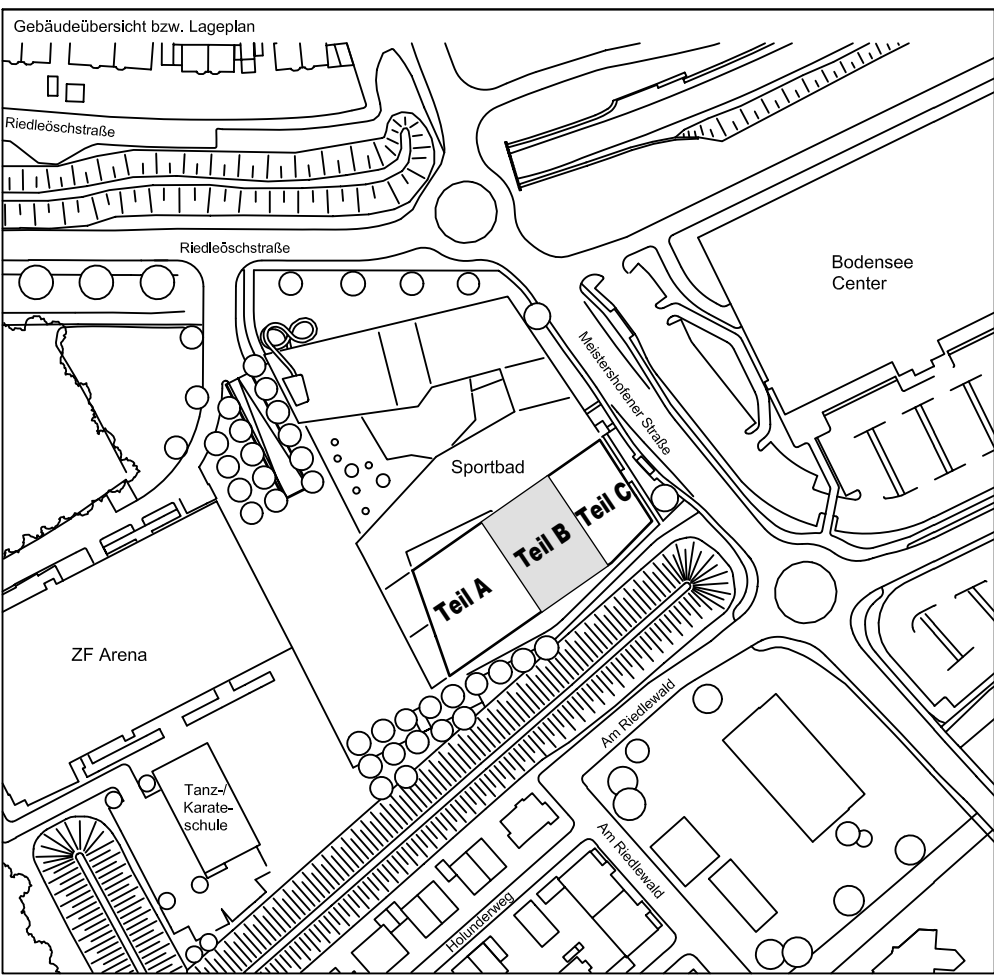 Gebäudeübersicht bzw. Lageplan
Riedleöschstraße
Riedleöschstraße
Bodensee
Center
Meistershofener Straße
Sportbad
Teil C
Teil B
Teil A
ZF Arena
Am Riedlewald
Tanz-/
Karate-
schule
Am Riedlewald
Holunderweg